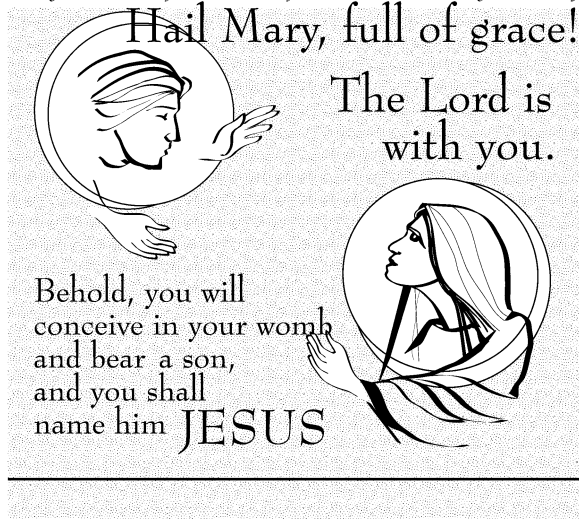 Hail Mary, full of grace!
The Lord is
with you.
Behold, you will
conceive in your womb
and bear a son,
and you shall
name him JESUS